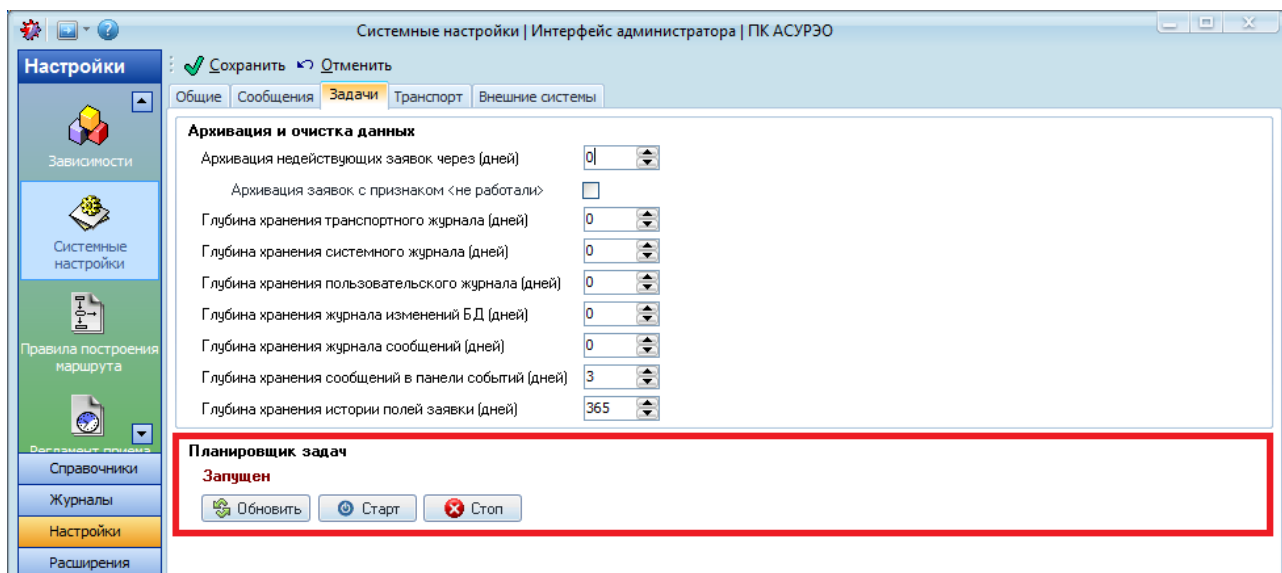 Системные настройки | Интерфейс администратора | ПК АСУРЭО
Настройки
Сохранить Отменить
Общие Сообщения Задачи Транспорт Внешние системы
Зависимости
Системные
настройки
Правила построения
маршрута
Регламент приема
Справочники
Журналы
Настройки
Расширения
Архивация и очистка данных
Архивация недействующих заявок через (дней) 0
Архивация заявок с признаком <не работали>
Глубина хранения транспортного журнала (дней) 0
Глубина хранения системного журнала (дней) 0
Глубина хранения пользовательского журнала (дней) 0
Глубина хранения журнала изменений БД (дней) 0
Глубина хранения журнала сообщений (дней) 0
Глубина хранения сообщений в панели событий (дней) 3
Глубина хранения истории полей заявки (дней) 365
Планировщик задач
Запущен
Обновить Старт Стоп